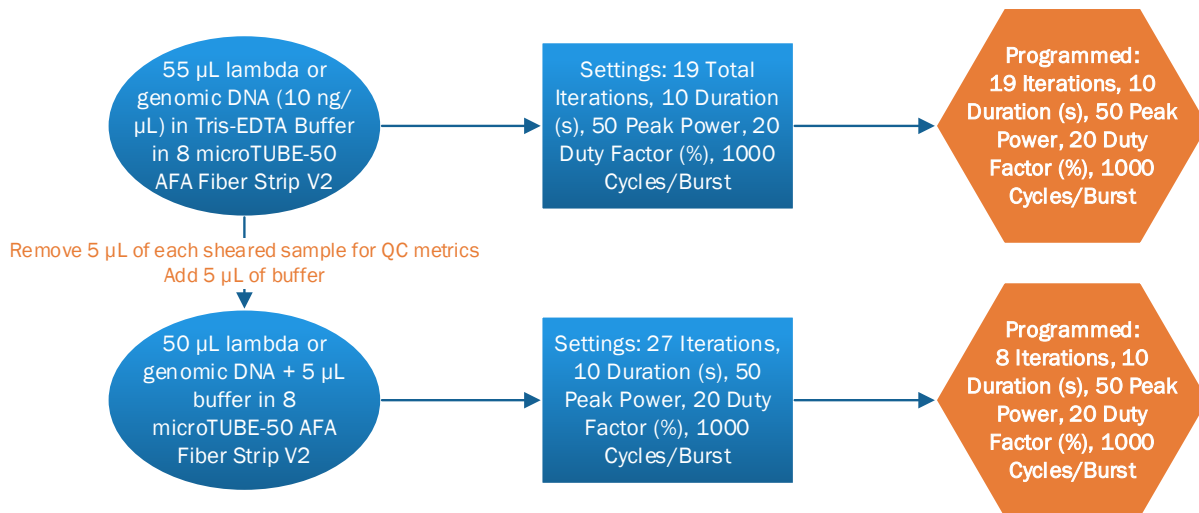 55 µL lambda or
genomic DNA (10 ng/
µL) in Tris-EDTA Buffer
in 8 microTUBE-50
AFA Fiber Strip V2
Settings: 19 Total
Iterations, 10 Duration
(s), 50 Peak Power, 20
Duty Factor (%), 1000
Cycles/Burst
Programmed:
19 Iterations, 10
Duration (s), 50 Peak
Power, 20 Duty
Factor (%), 1000
Cycles/Burst
Remove 5 µL of each sheared sample for QC metrics
Add 5 µL of buffer
50 µL lambda or
genomic DNA + 5 µL
buffer in 8
microTUBE-50 AFA
Fiber Strip V2
Settings: 27 Iterations,
10 Duration (s), 50
Peak Power, 20 Duty
Factor (%), 1000
Cycles/Burst
Programmed:
8 Iterations, 10
Duration (s), 50 Peak
Power, 20 Duty
Factor (%), 1000
Cycles/Burst